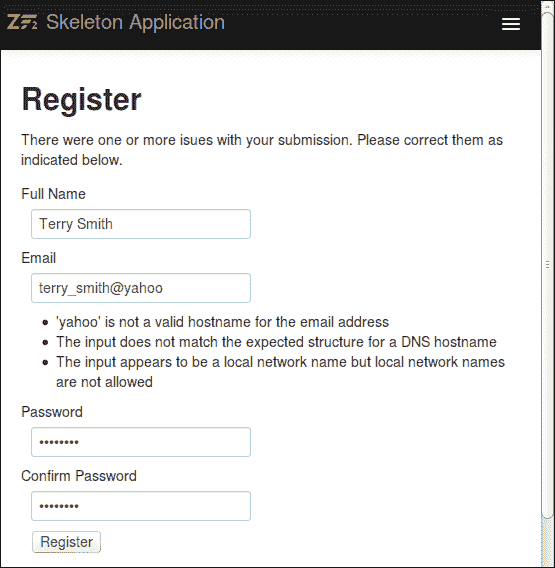 ZF2 Skeleton Application
Register
There were one or more isues with your submission. Please correct them as
indicated below.
Full Name
Terry Smith
Email
terry_smith@yahoo
• 'yahoo' is not a valid hostname for the email address
• The input does not match the expected structure for a DNS hostname
• The input appears to be a local network name but local network names
are not allowed
Password
••••••••
Confirm Password
••••••••
Register